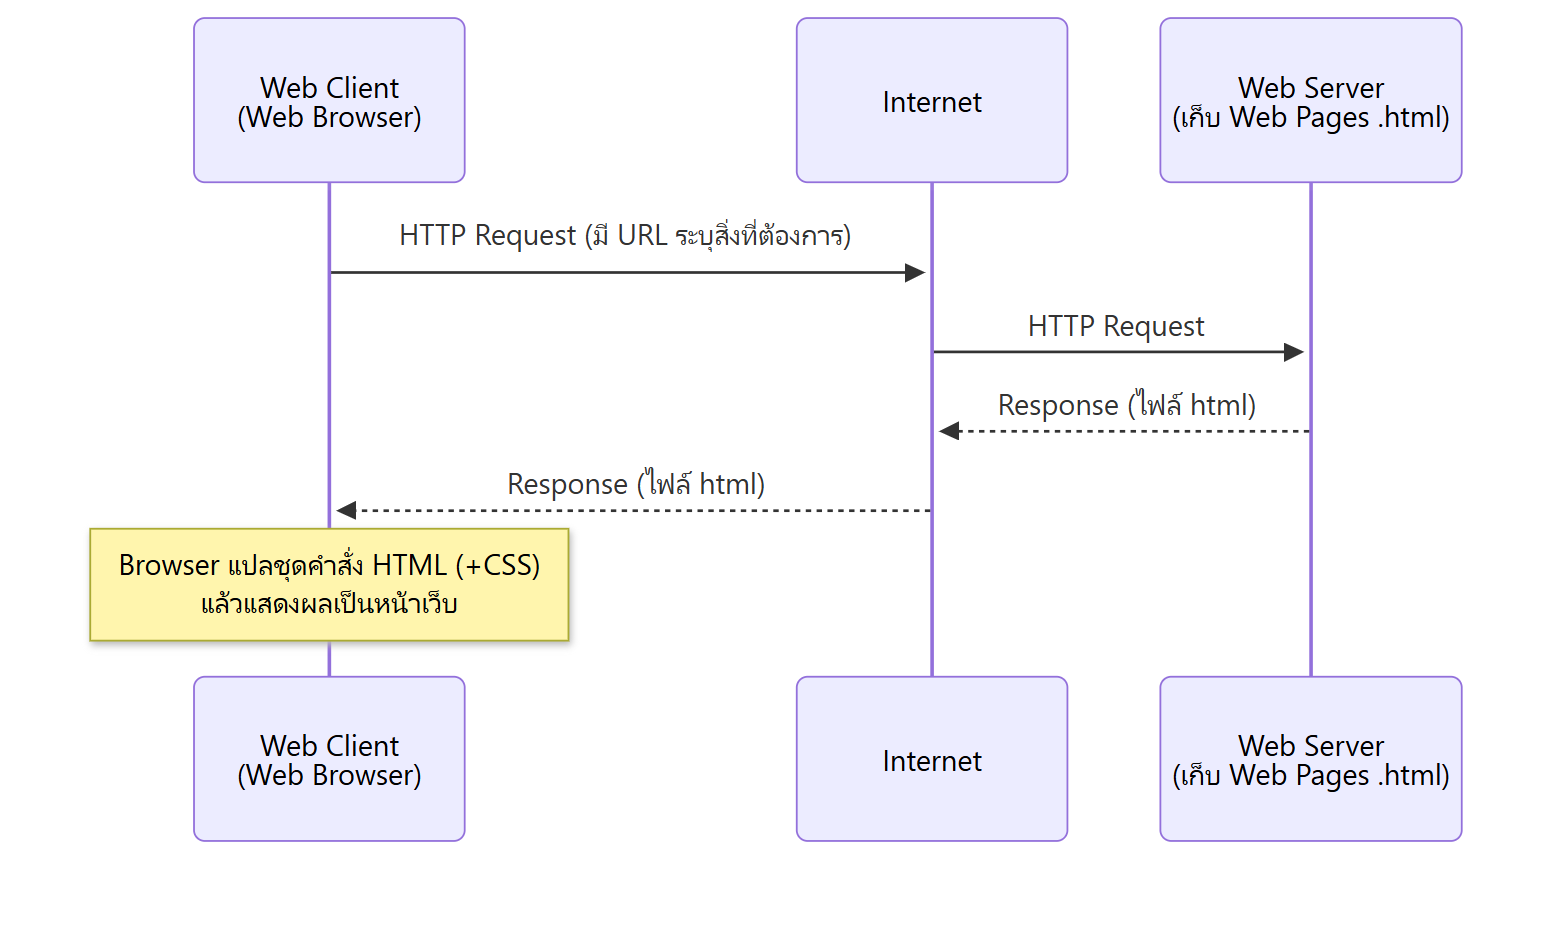 Web Client
(Web Browser)
Internet
Web Server
(เก็บ Web Pages .html)
HTTP Request (มี URL ระบุสิ่งที่ต้องการ)
HTTP Request
Response (ไฟล์ html)
Response (ไฟล์ html)
Browser แปลชุดคำสั่ง HTML (+CSS)
แล้วแสดงผลเป็นหน้าเว็บ
Web Client
(Web Browser)
Internet
Web Server
(เก็บ Web Pages .html)